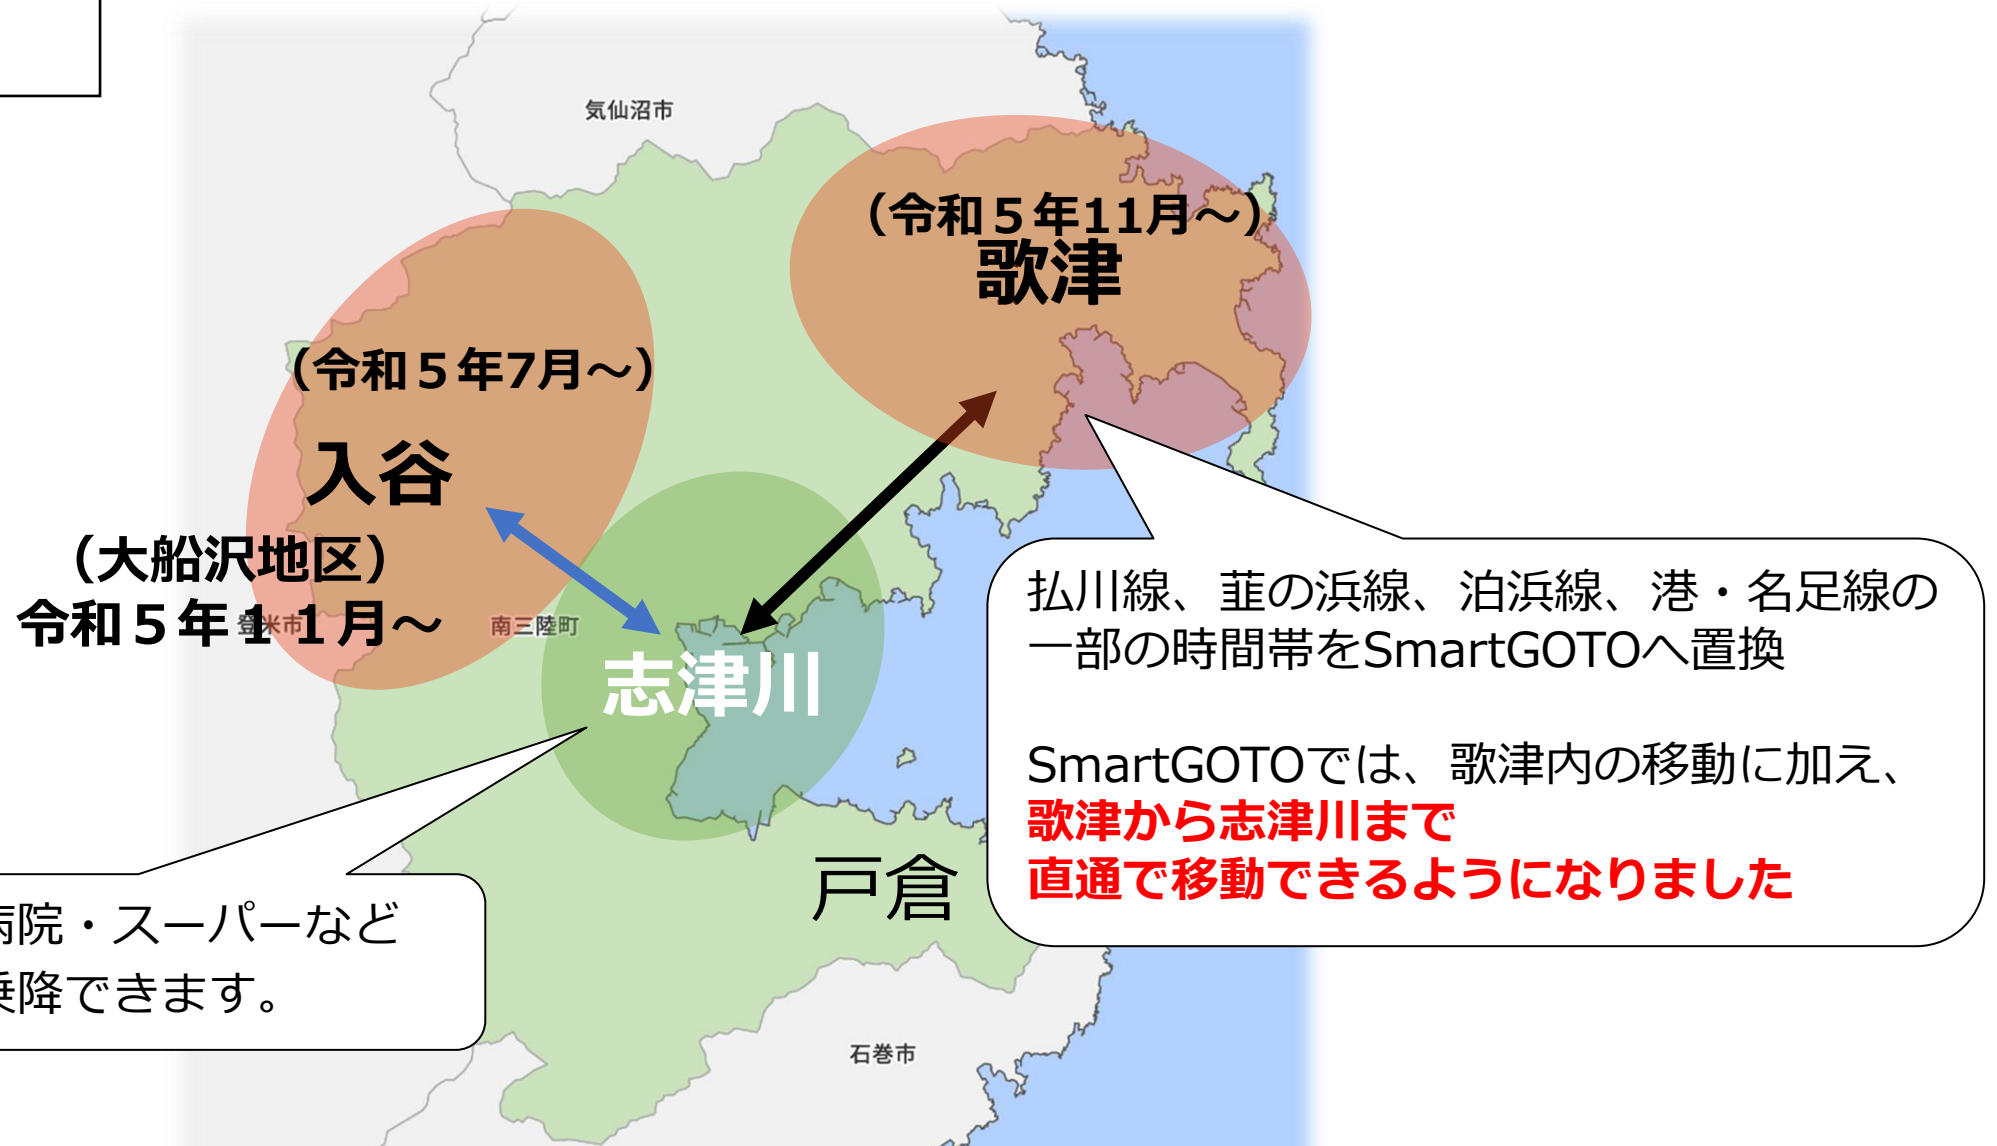 気仙沼市
（令和５年11月～）
歌津
（令和５年7月～）
入谷
（大船沢地区）
令和５年１１月～
登米市
南三陸町
志津川
払川線、韮の浜線、泊浜線、港・名足線の
一部の時間帯をSmartGOTOへ置換
SmartGOTOでは、歌津内の移動に加え、
歌津から志津川まで
直通で移動できるようになりました
戸倉
病院・スーパーなど
乗降できます。
石巻市